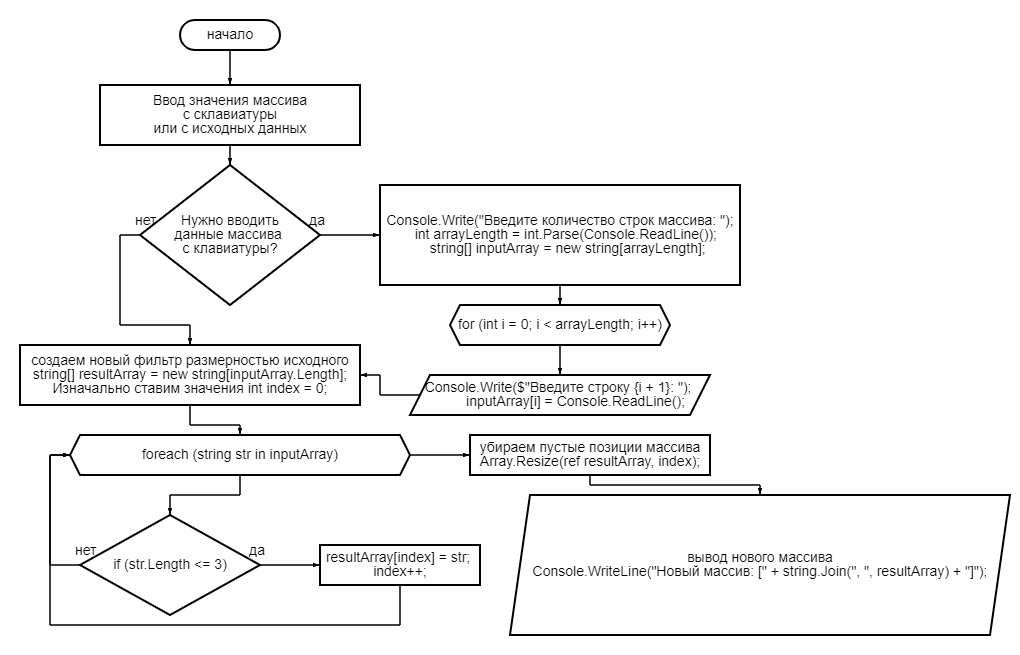 начало
Ввод значения массива
с склавиатуры
или с исходных данных
Нужно вводить
данные массива
с клавиатуры?
нет
да
Console.Write("Введите количество строк массива: ");
int arrayLength = int.Parse(Console.ReadLine());
string[] inputArray = new string[arrayLength];
for (int i = 0; i < arrayLength; i++)
Console.Write($"Введите строку {i + 1}: ");
inputArray[i] = Console.ReadLine();
создаем новый фильтр размерностью исходного
string[] resultArray = new string[inputArray.Length];
Изначально ставим значения int index = 0;
foreach (string str in inputArray)
убираем пустые позиции массива
Array.Resize(ref resultArray, index);
if (str.Length <= 3)
нет
да
resultArray[index] = str;
index++;
вывод нового массива
Console.WriteLine("Новый массив: [" + string.Join(", ", resultArray) + "]");